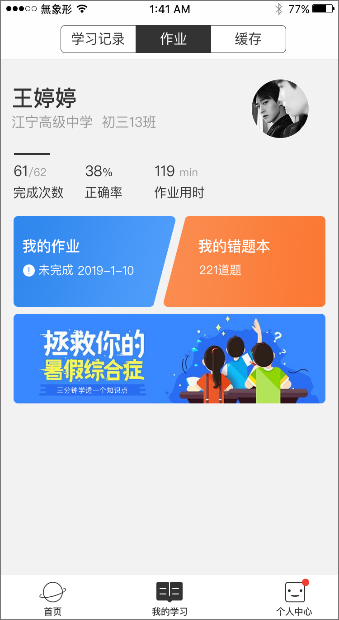 無象形 1:41 AM 77%
学习记录 作业 缓存
王婷婷
江宁高级中学 初三13班
61/62 38% 119 min
完成次数 正确率 作业用时
我的作业 我的错题本
! 未完成 2019-1-10 221道题
拯救你的
暑假综合症
三分钟学透一个知识点
首页 我的学习 个人中心